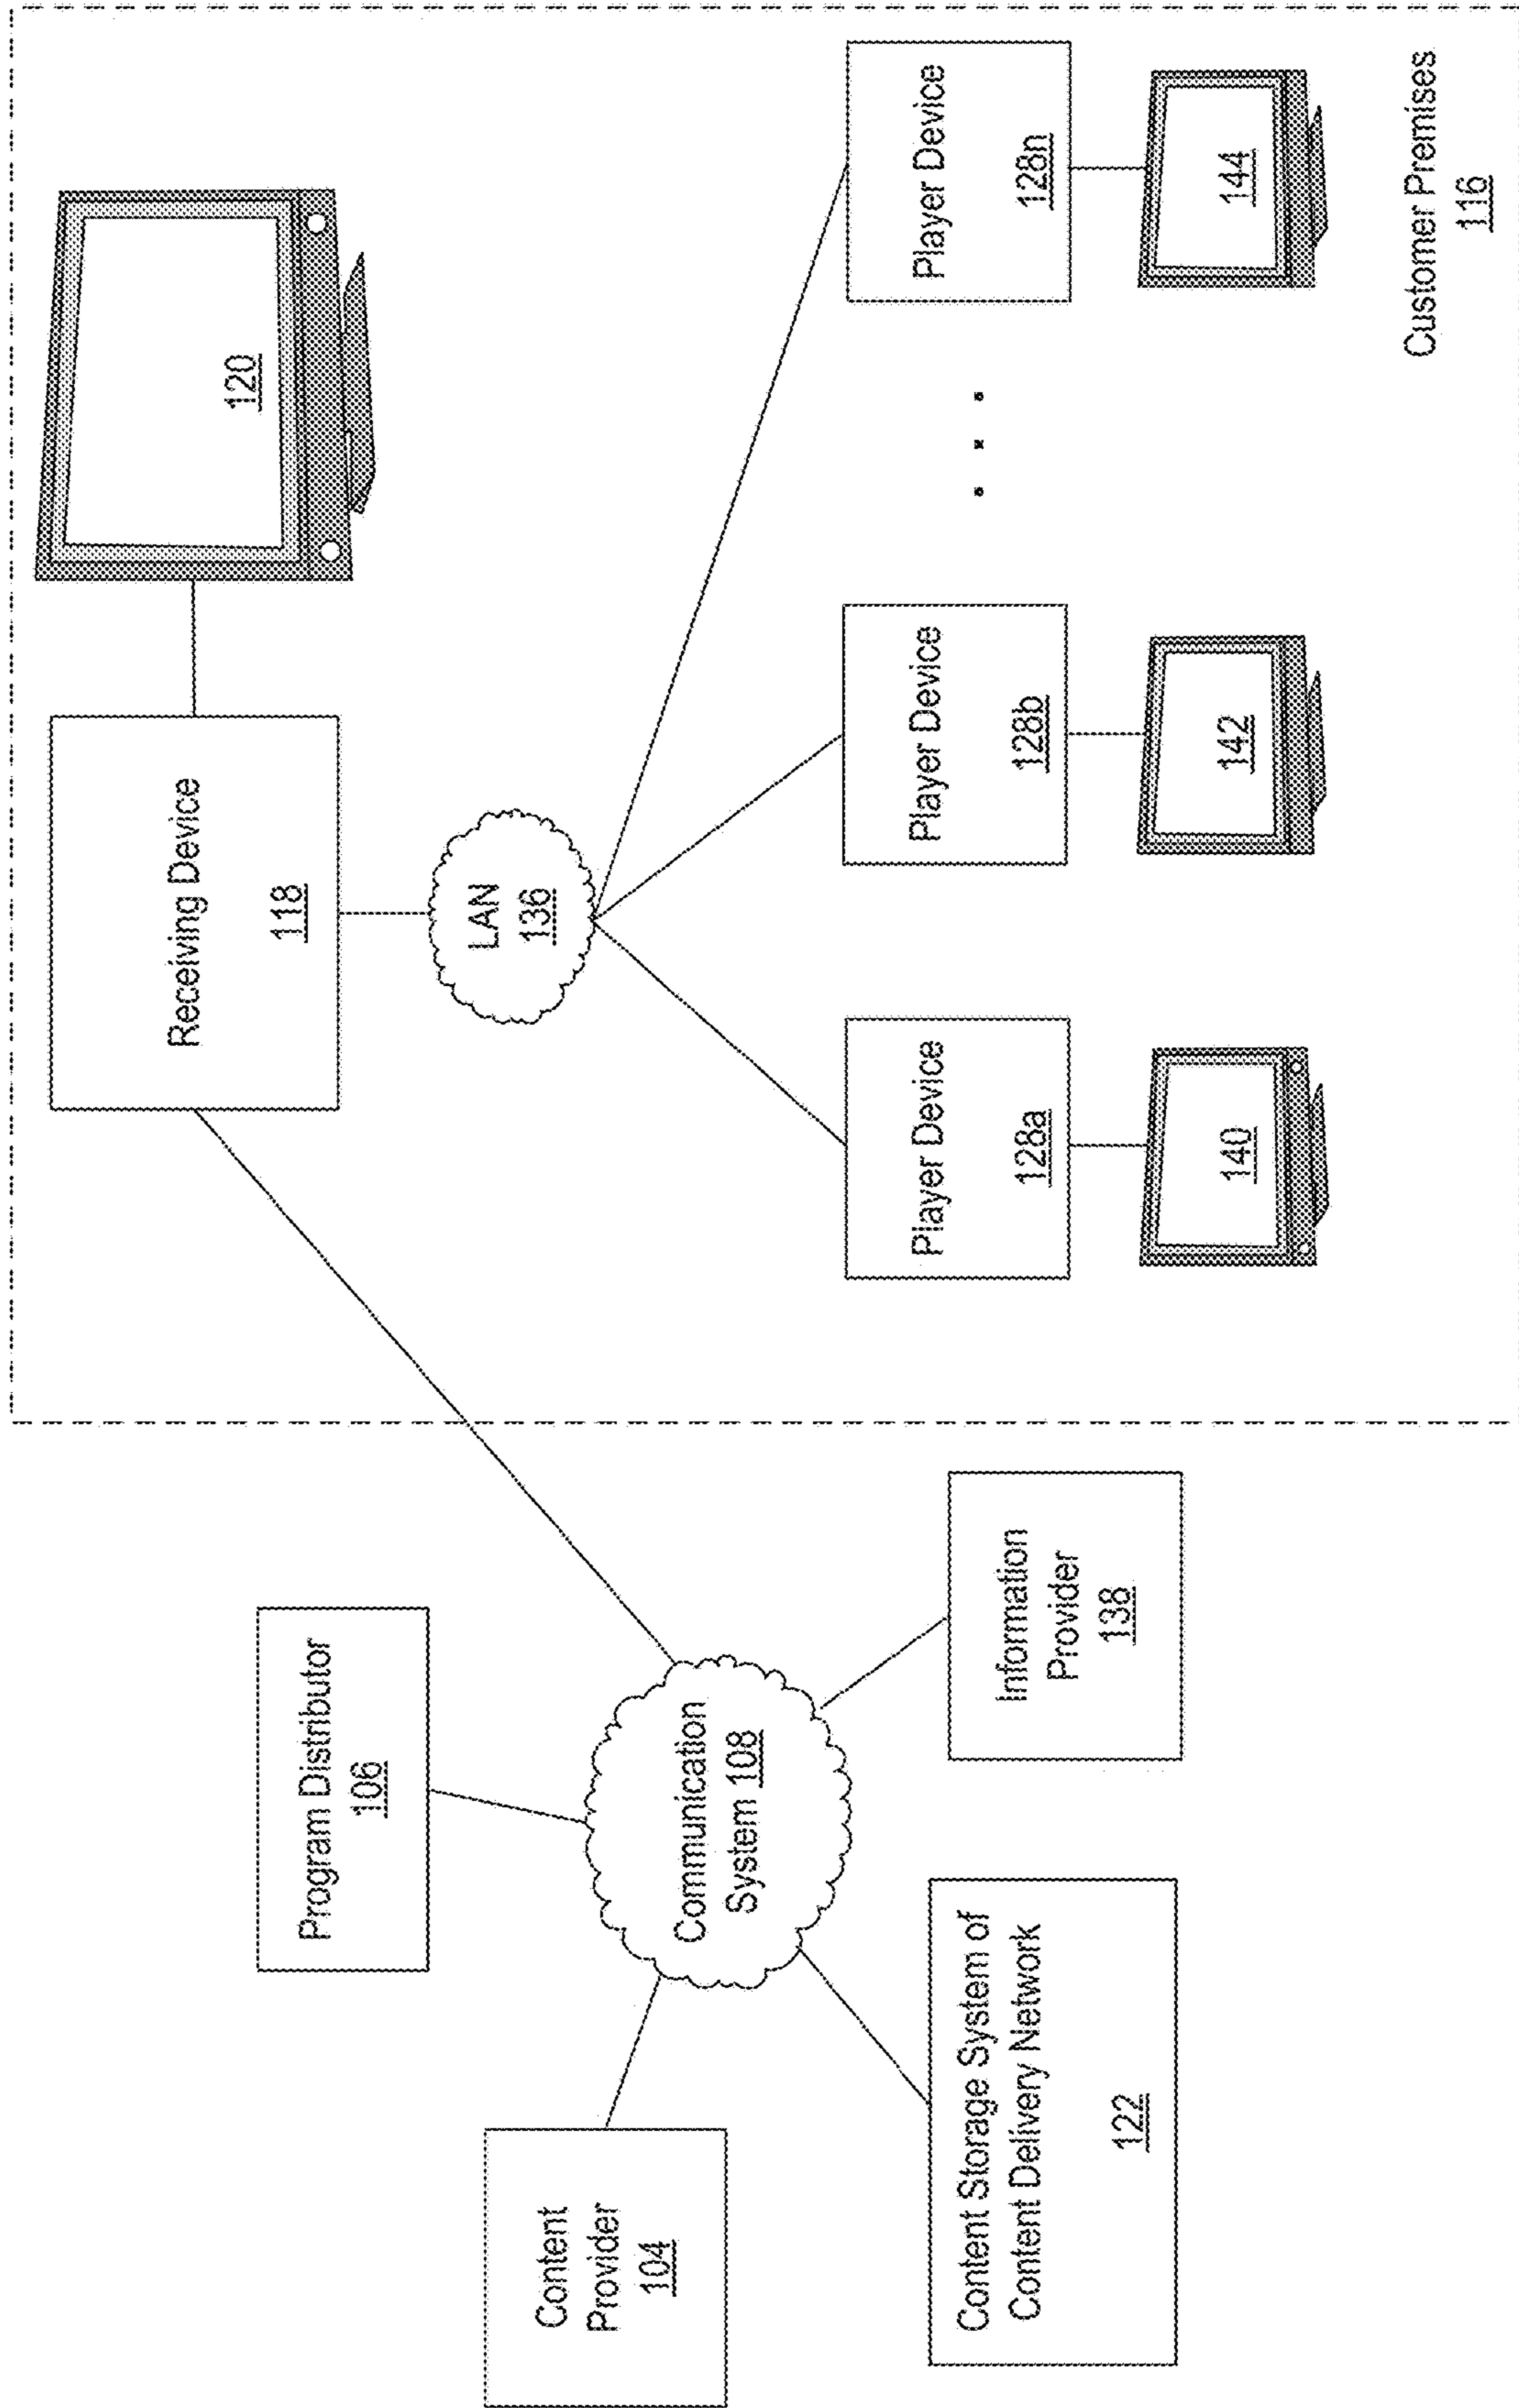 Content
Provider
104
Program Distributor
106
Communication
System 108
Content Storage System of
Content Delivery Network
122
Information
Provider
138
Receiving Device
118
120
LAN
136
Player Device
128a
140
Player Device
128b
142
. . .
Player Device
128n
144
Customer Premises
116